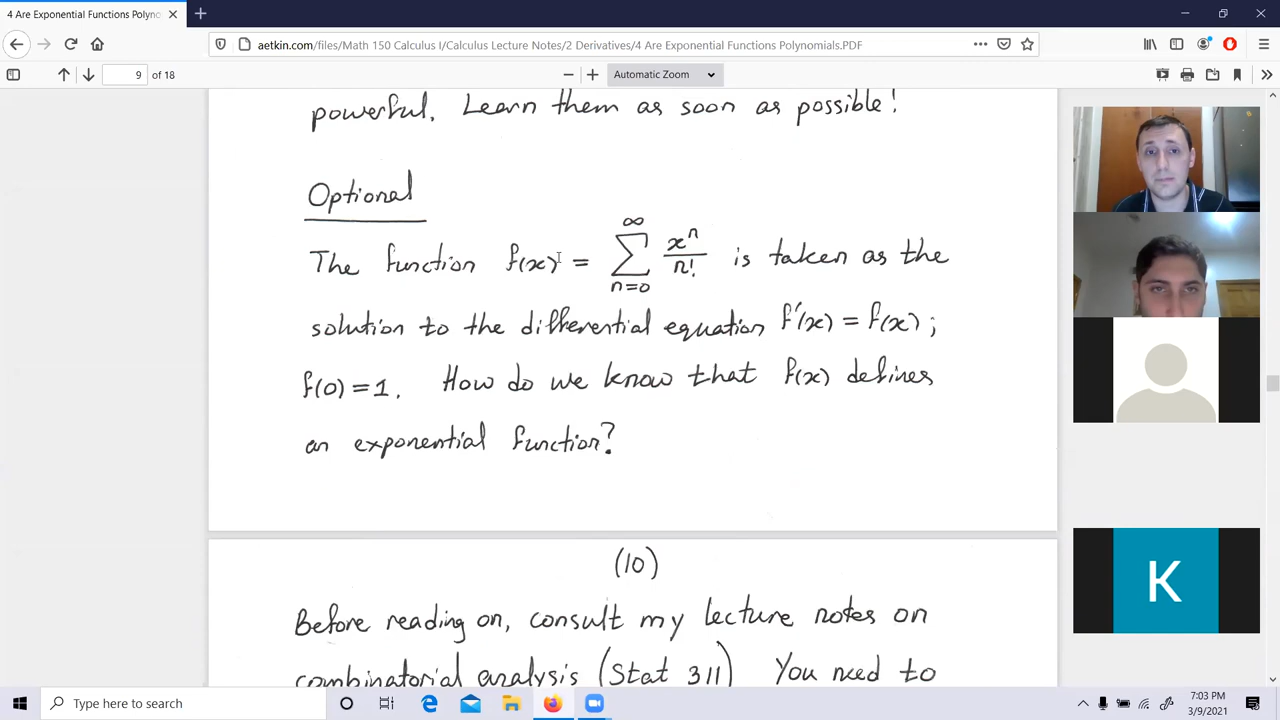 4 Are Exponential Functions Polyno
aetkin.com/files/Math 150 Calculus I/Calculus Lecture Notes/2 Derivatives/4 Are Exponential Functions Polynomials.PDF
9 of 18
Automatic Zoom
powerful. Learn them as soon as possible!
Optional
The function f(x) = ∑_{n=0}^{∞} xⁿ/n! is taken as the
solution to the differential equation f'(x) = f(x);
f(0) = 1. How do we know that f(x) defines
an exponential function?
(10)
Before reading on, consult my lecture notes on
combinatorial analysis (Stat 311) You need to
K
Type here to search
7:03 PM
3/9/2021